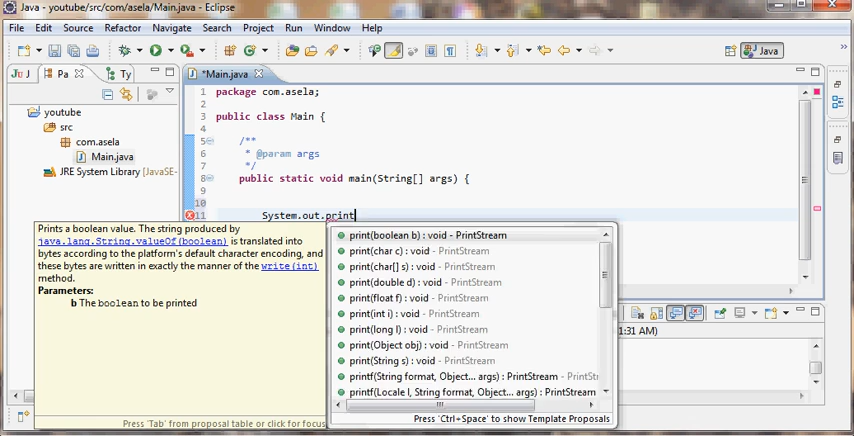 Java - youtube/src/com/asela/Main.java - Eclipse
File Edit Source Refactor Navigate Search Project Run Window Help
Java
Ju J Pa Ty
*Main.java
youtube
src
com.asela
Main.java
JRE System Library [JavaSE-
1 package com.asela;
2
3 public class Main {
4
5 /**
6 * @param args
7 */
8 public static void main(String[] args) {
9
10
11 System.out.print
Prints a boolean value. The string produced by
java.lang.String.valueOf(boolean) is translated into
bytes according to the platform's default character encoding, and
these bytes are written in exactly the manner of the write(int)
method.
Parameters:
b The boolean to be printed
Press 'Tab' from proposal table or click for focus
print(boolean b) : void - PrintStream
print(char c) : void - PrintStream
print(char[] s) : void - PrintStream
print(double d) : void - PrintStream
print(float f) : void - PrintStream
print(int i) : void - PrintStream
print(long l) : void - PrintStream
print(Object obj) : void - PrintStream
print(String s) : void - PrintStream
printf(String format, Object... args) : PrintStream - PrintStr
printf(Locale l, String format, Object... args) : PrintStream
Press 'Ctrl+Space' to show Template Proposals
1:31 AM)